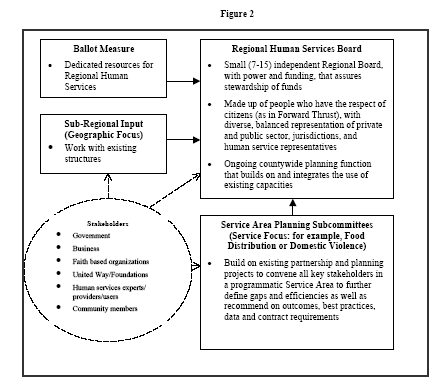 Figure 2
Ballot Measure
• Dedicated resources for
Regional Human
Services
Sub-Regional Input
(Geographic Focus)
• Work with existing
structures
Stakeholders
• Government
• Business
• Faith based organizations
• United Way/Foundations
• Human services experts/
providers/users
• Community members
Regional Human Services Board
• Small (7-15) independent Regional Board,
with power and funding, that assures
stewardship of funds
• Made up of people who have the respect of
citizens (as in Forward Thrust), with
diverse, balanced representation of private
and public sector, jurisdictions, and
human service representatives
• Ongoing countywide planning function
that builds on and integrates the use of
existing capacities
Service Area Planning Subcommittees
(Service Focus: for example, Food
Distribution or Domestic Violence)
• Build on existing partnership and planning
projects to convene all key stakeholders in
a programmatic Service Area to further
define gaps and efficiencies as well as
recommend on outcomes, best practices,
data and contract requirements